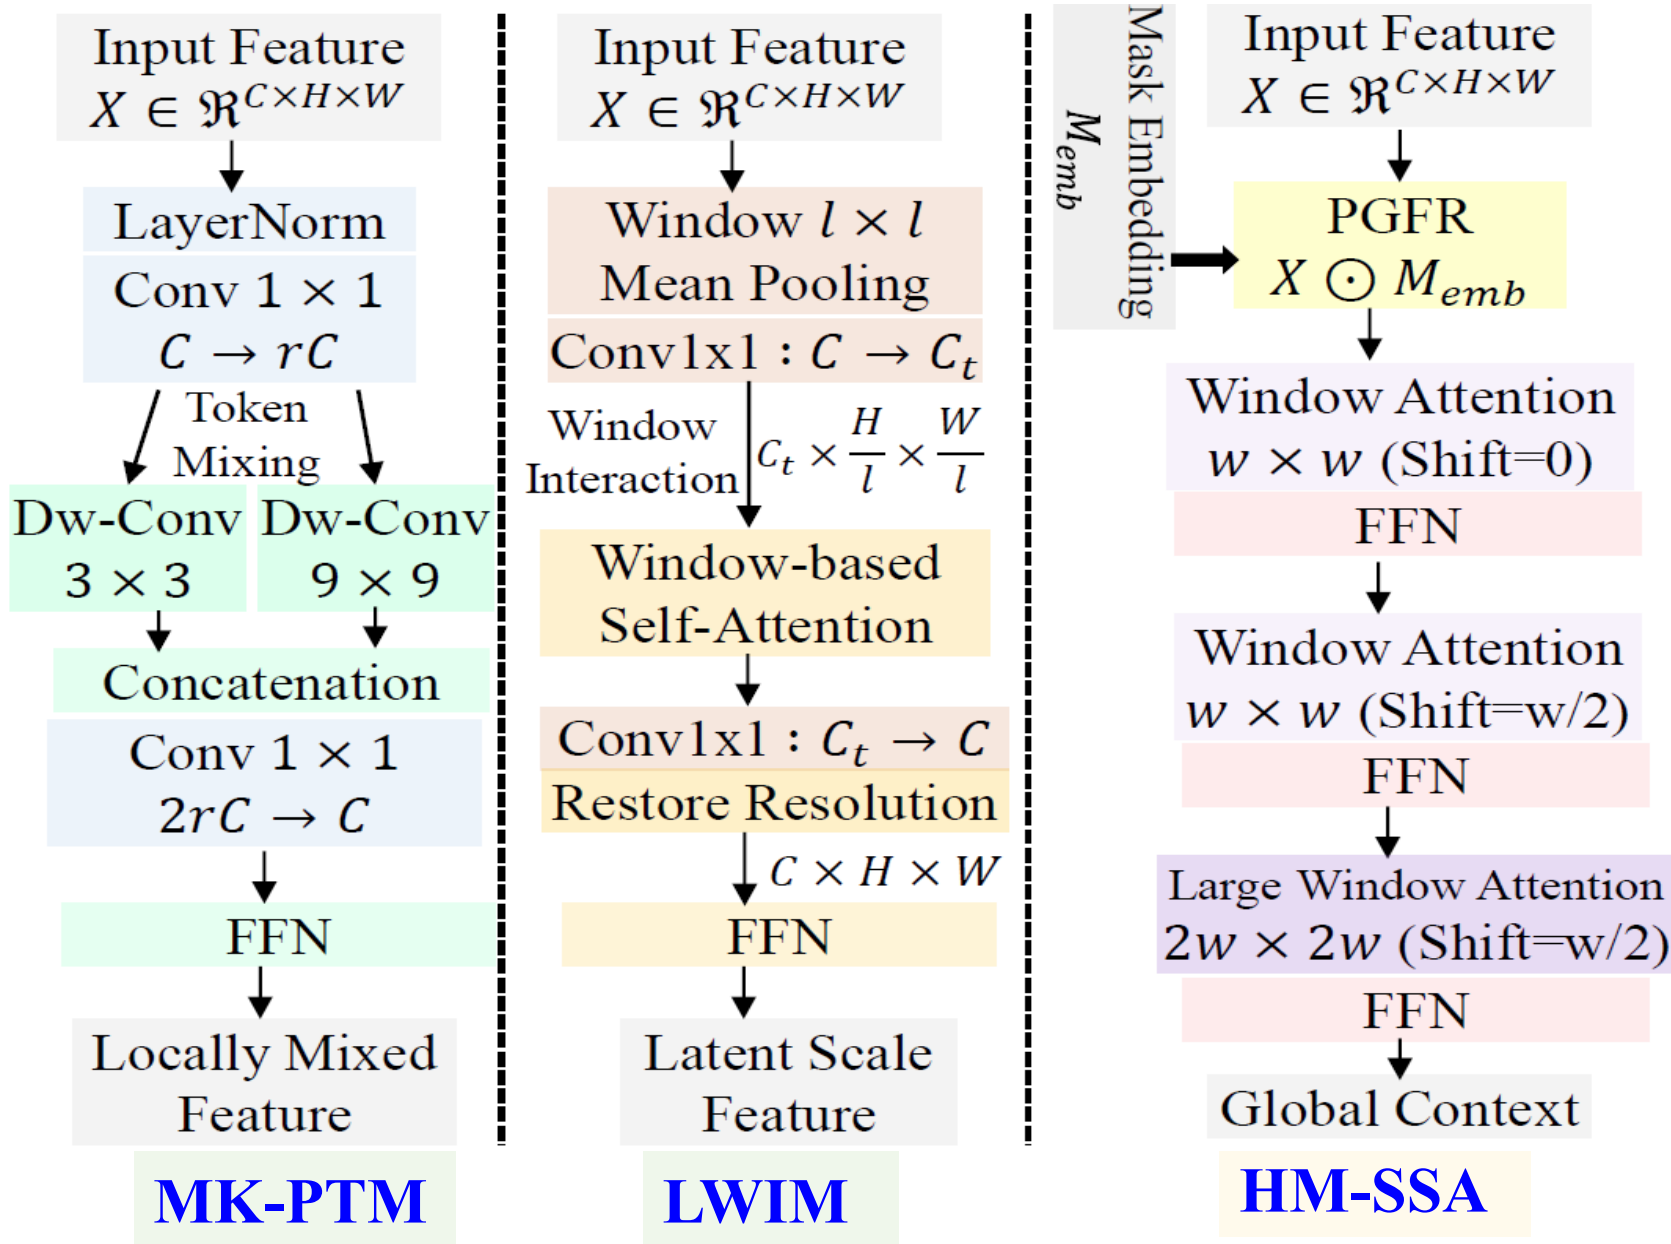 Input Feature
X ∈ ℜ^{C×H×W}
LayerNorm
Conv 1 × 1
C → rC
Token
Mixing
Dw-Conv
3 × 3
Dw-Conv
9 × 9
Concatenation
Conv 1 × 1
2rC → C
FFN
Locally Mixed
Feature
MK-PTM
Input Feature
X ∈ ℜ^{C×H×W}
Window l × l
Mean Pooling
Conv1x1 : C → C_t
Window
Interaction
C_t × H/l × W/l
Window-based
Self-Attention
Conv1x1 : C_t → C
Restore Resolution
C × H × W
FFN
Latent Scale
Feature
LWIM
Mask Embedding
M_{emb}
Input Feature
X ∈ ℜ^{C×H×W}
PGFR
X ⊙ M_{emb}
Window Attention
w × w (Shift=0)
FFN
Window Attention
w × w (Shift=w/2)
FFN
Large Window Attention
2w × 2w (Shift=w/2)
FFN
Global Context
HM-SSA